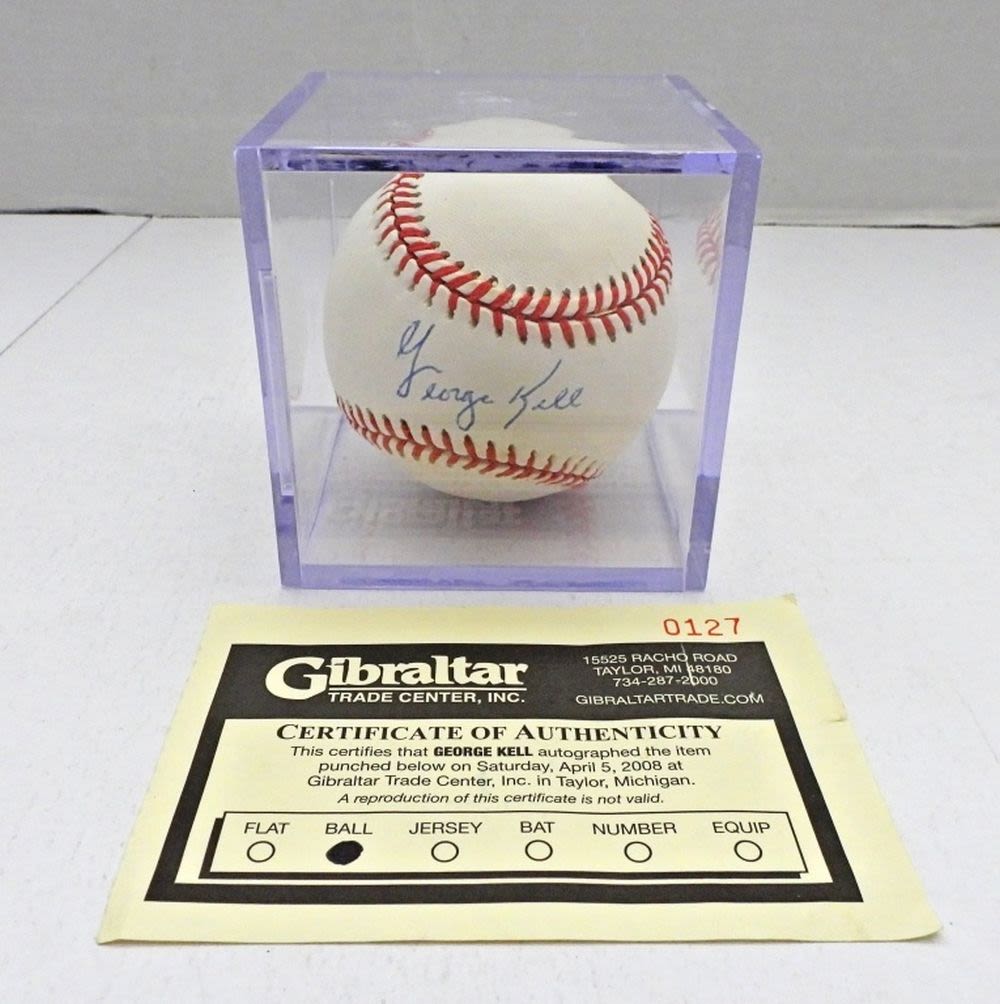 George Kell
0127
Gibraltar
TRADE CENTER, INC.
15525 RACHO ROAD
TAYLOR, MI 48180
734-287-2000
GIBRALTARTRADE.COM
CERTIFICATE OF AUTHENTICITY
This certifies that GEORGE KELL autographed the item
punched below on Saturday, April 5, 2008 at
Gibraltar Trade Center, Inc. in Taylor, Michigan.
A reproduction of this certificate is not valid.
FLAT BALL JERSEY BAT NUMBER EQUIP